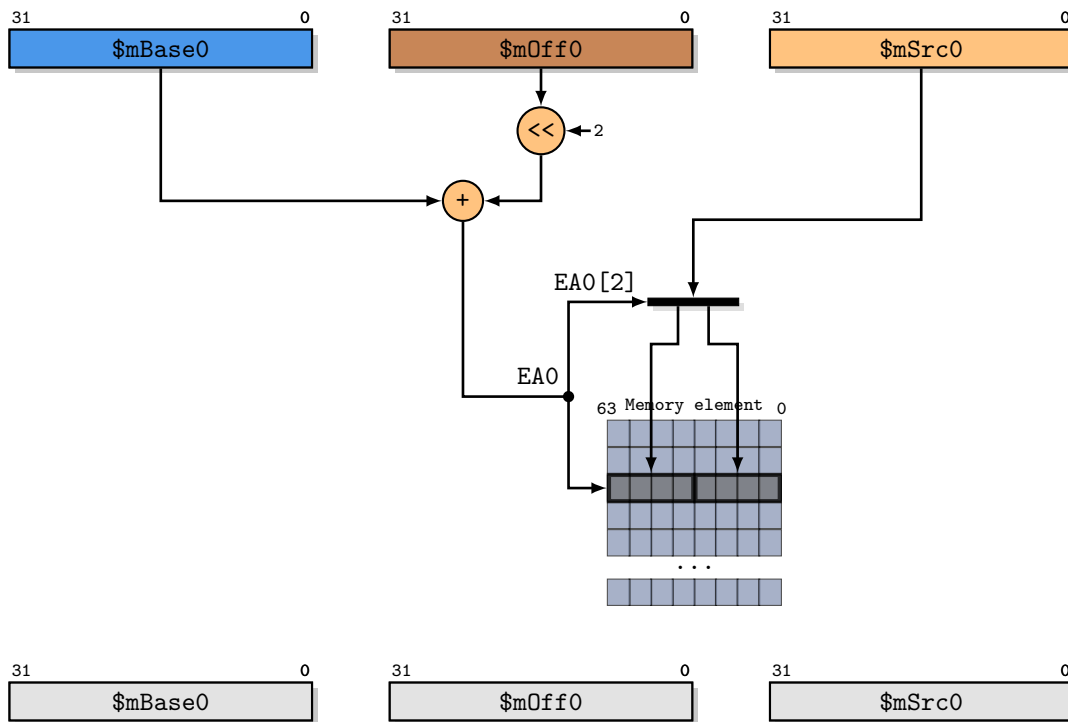 31 0 31 0 31 0
$mBase0 $mOff0 $mSrc0
<< 2
+
EA0[2]
EA0
63 Memory element 0
...
31 0 31 0 31 0
$mBase0 $mOff0 $mSrc0